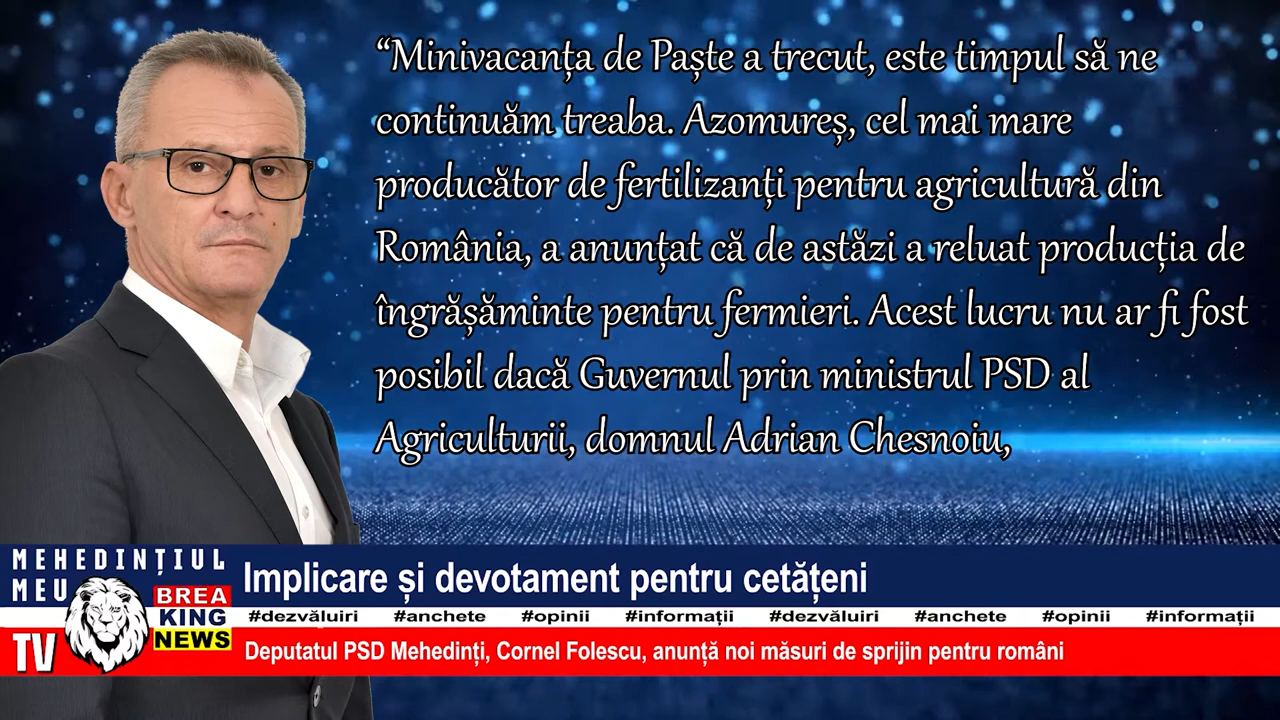 “Minivacanța de Paște a trecut, este timpul să ne
continuăm treaba. Azomureș, cel mai mare
producător de fertilizanți pentru agricultură din
România, a anunțat că de astăzi a reluat producția de
îngrășăminte pentru fermieri. Acest lucru nu ar fi fost
posibil dacă Guvernul prin ministrul PSD al
Agriculturii, domnul Adrian Chesnoiu,
MEHEDINȚIUL
MEU
TV
BREA
KING
NEWS
Implicare și devotament pentru cetățeni
#dezvăluiri #anchete #opinii #informații #dezvăluiri #anchete #opinii #informații
Deputatul PSD Mehedinți, Cornel Folescu, anunță noi măsuri de sprijin pentru români